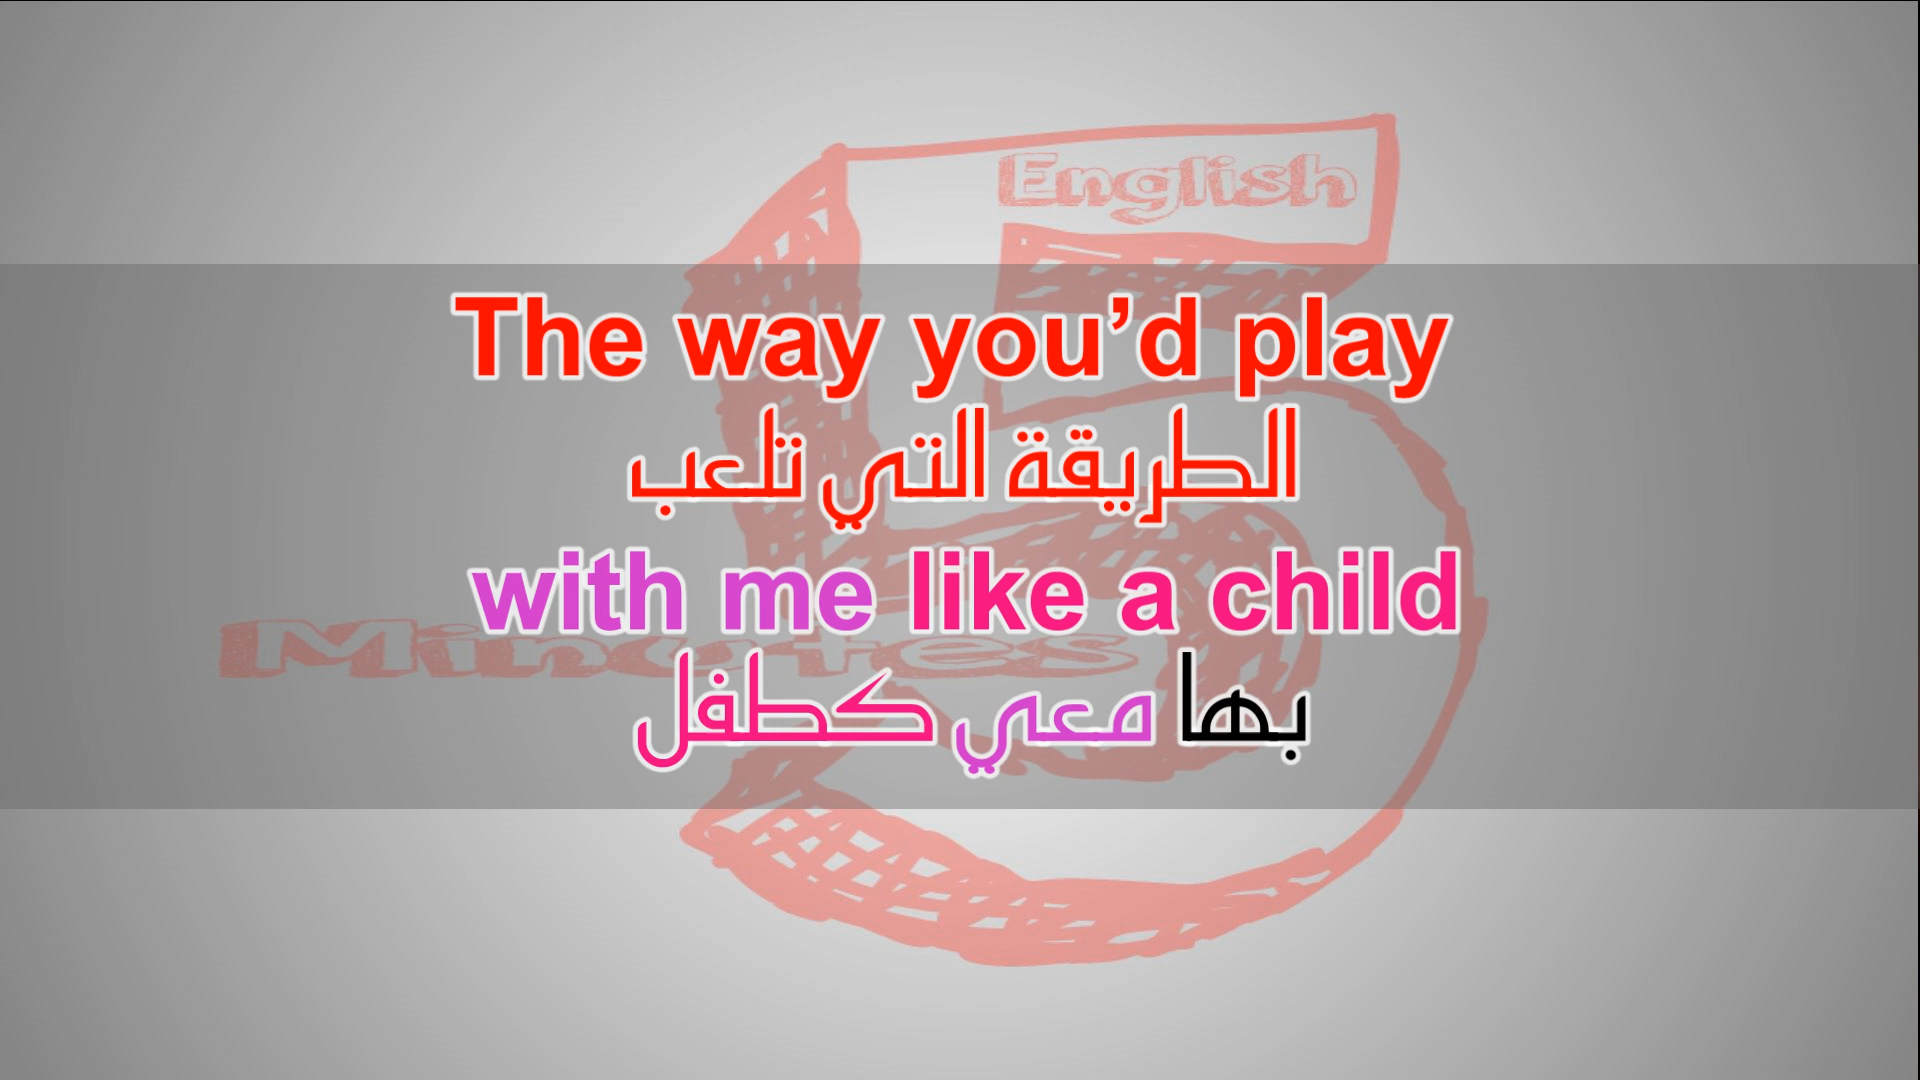 English
The way you’d play
الطريقة التي تلعب
with me like a child
بها معي كطفل
Minutes